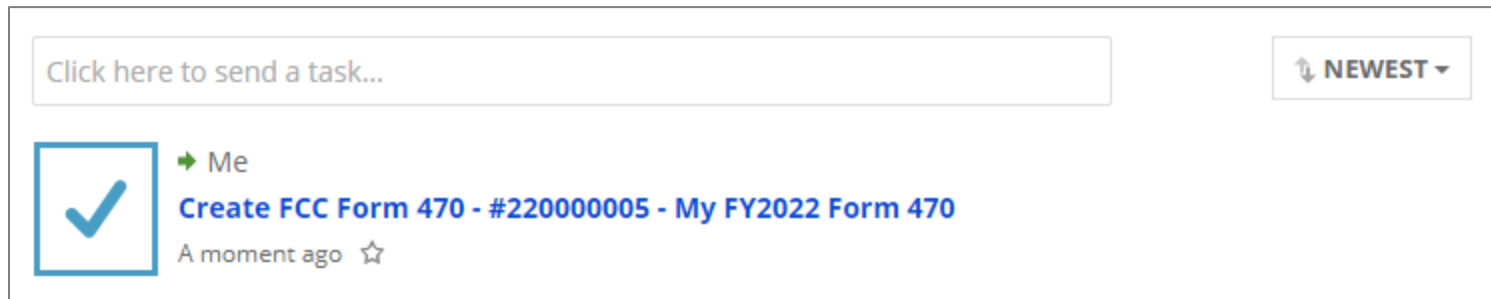 Click here to send a task...
NEWEST
Me
Create FCC Form 470 - #220000005 - My FY2022 Form 470
A moment ago